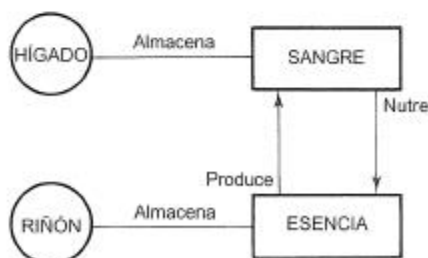 Almacena
HÍGADO
SANGRE
Nutre
Produce
Almacena
RIÑÓN
ESENCIA